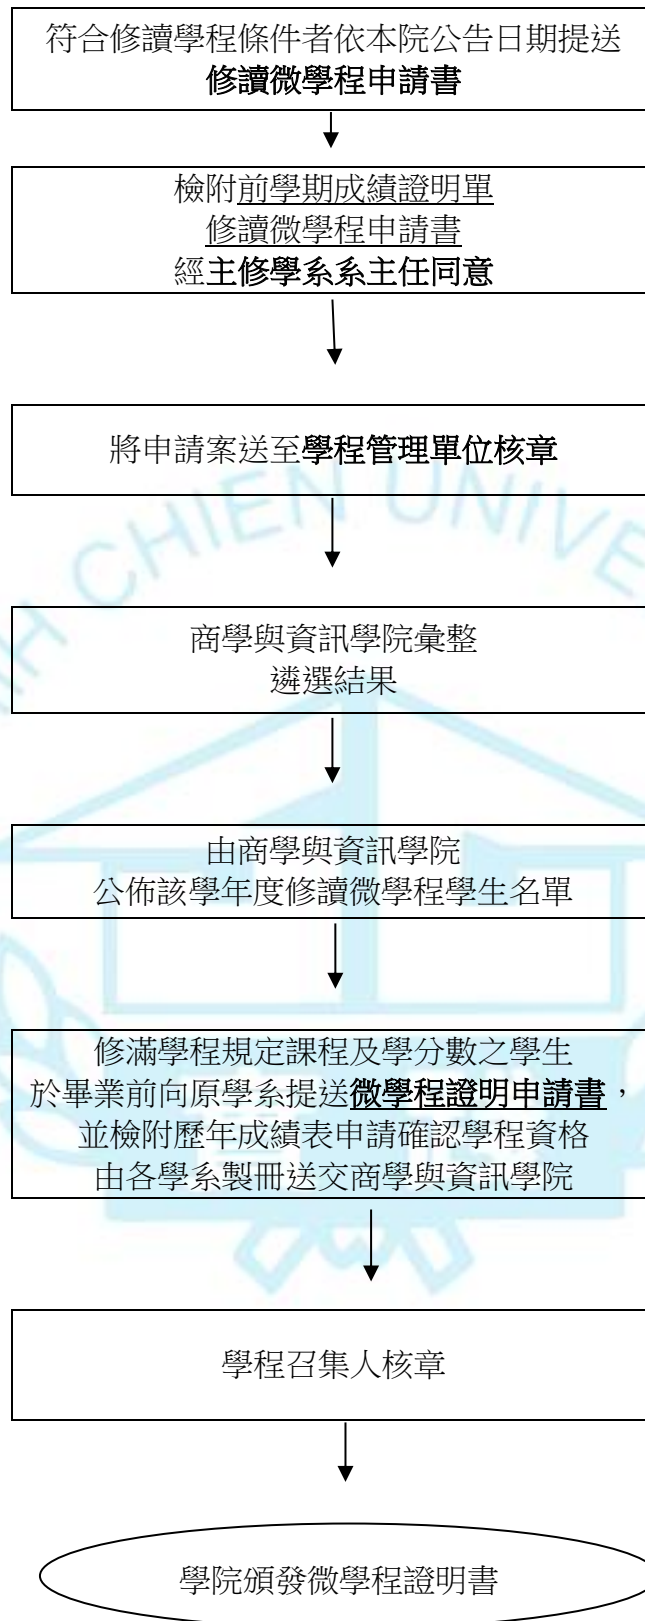 符合修讀學程條件者依本院公告日期提送
修讀微學程申請書
檢附前學期成績證明單
修讀微學程申請書
經主修學系系主任同意
將申請案送至學程管理單位核章
商學與資訊學院彙整
遴選結果
由商學與資訊學院
公佈該學年度修讀微學程學生名單
修滿學程規定課程及學分數之學生
於畢業前向原學系提送微學程證明申請書，
並檢附歷年成績表申請確認學程資格
由各學系製冊送交商學與資訊學院
學程召集人核章
學院頒發微學程證明書
IH CHIEN UNIVE